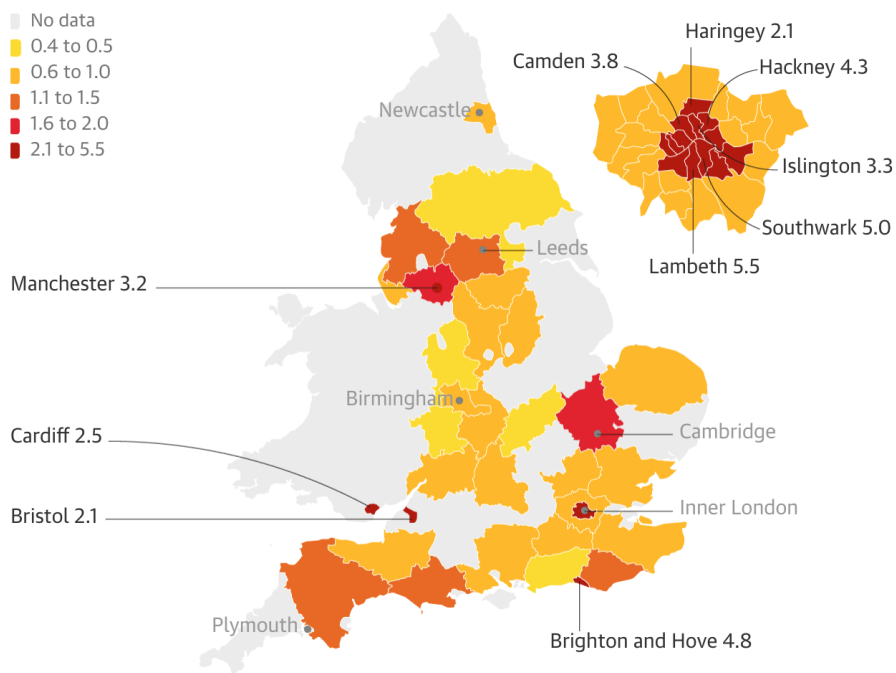 No data
0.4 to 0.5
0.6 to 1.0
1.1 to 1.5
1.6 to 2.0
2.1 to 5.5
Haringey 2.1
Camden 3.8
Hackney 4.3
Islington 3.3
Southwark 5.0
Lambeth 5.5
Newcastle
Leeds
Manchester 3.2
Birmingham
Cambridge
Cardiff 2.5
Inner London
Bristol 2.1
Plymouth
Brighton and Hove 4.8